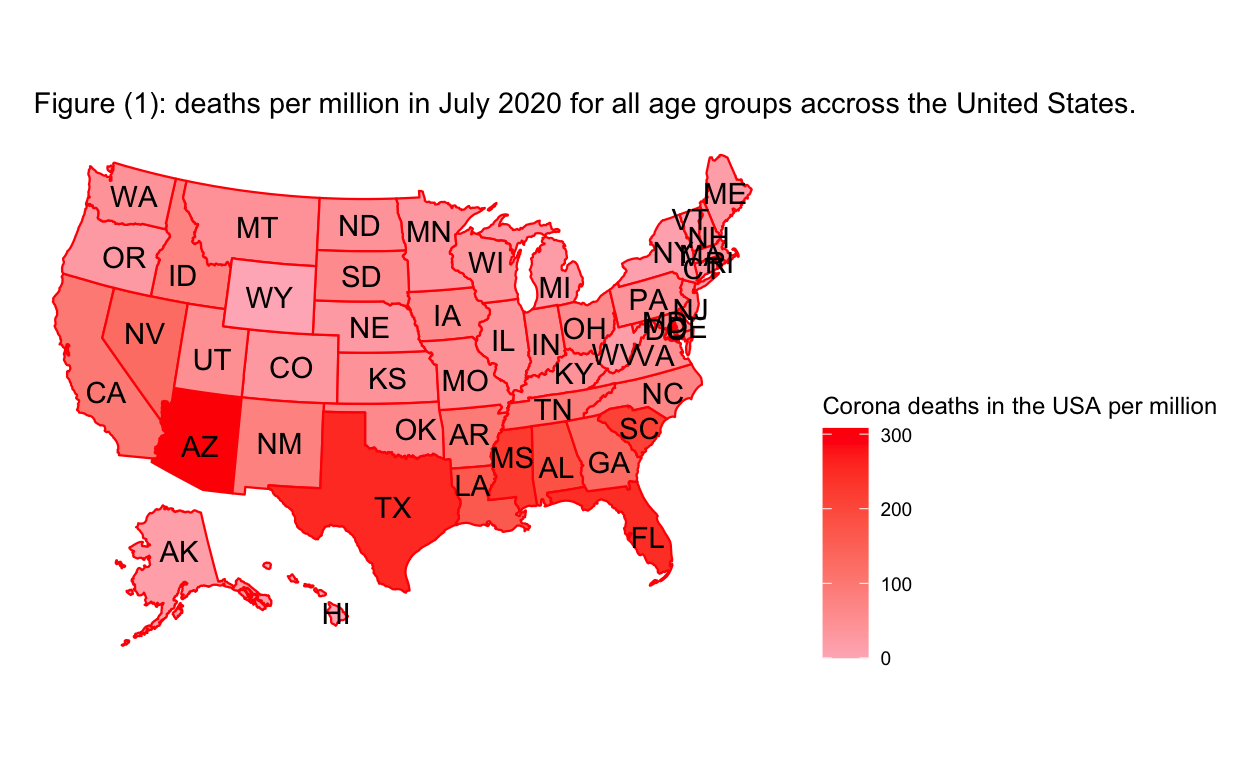 Figure (1): deaths per million in July 2020 for all age groups accross the United States.
ME
WA
VT
MT
ND
MN
NH
OR
WI
NY
MA
RI
CT
ID
SD
MI
WY
PA
NJ
IA
NV
NE
OH
MD
DC
DE
UT
IL
IN
WV
VA
CO
KS
MO
KY
CA
NC
TN
Corona deaths in the USA per million
AZ
NM
OK
AR
SC
300
MS
AL
GA
LA
TX
200
FL
AK
100
HI
0